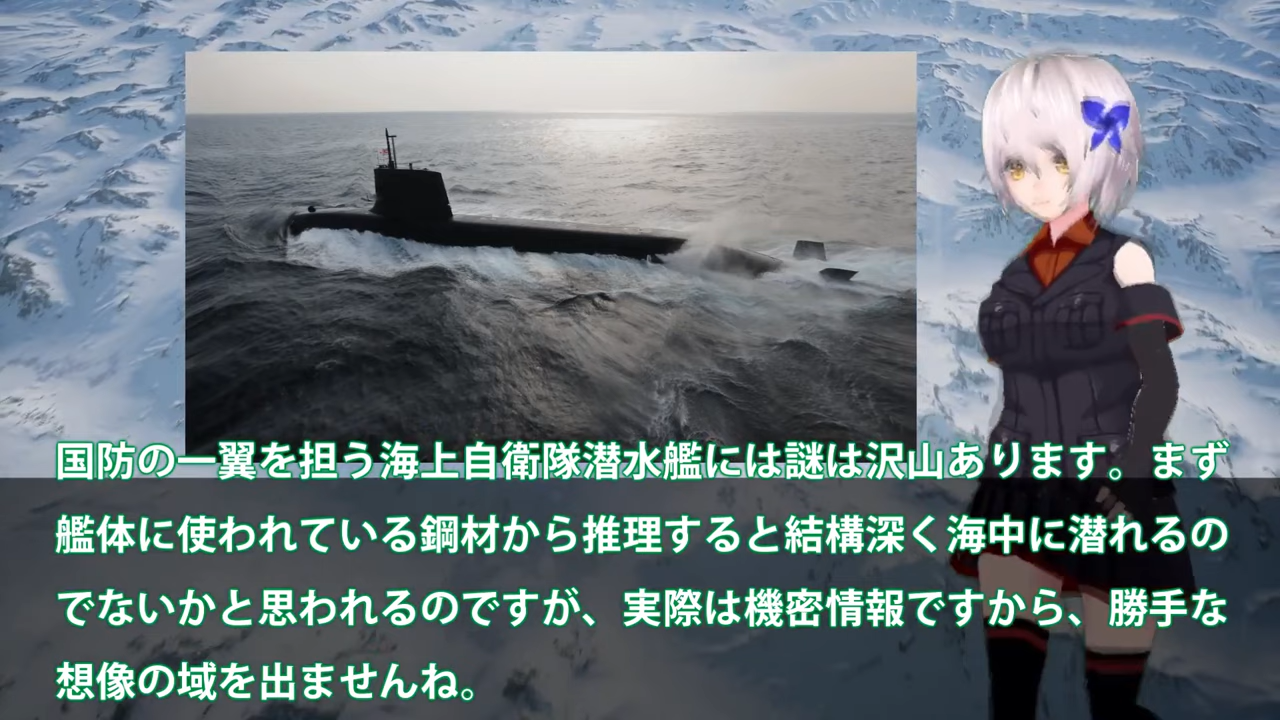 国防の一翼を担う海上自衛隊潜水艦には謎は沢山あります。まず
艦体に使われている鋼材から推理すると結構深く海中に潜れるの
でないかと思われるのですが、実際は機密情報ですから、勝手な
想像の域を出ませんね。